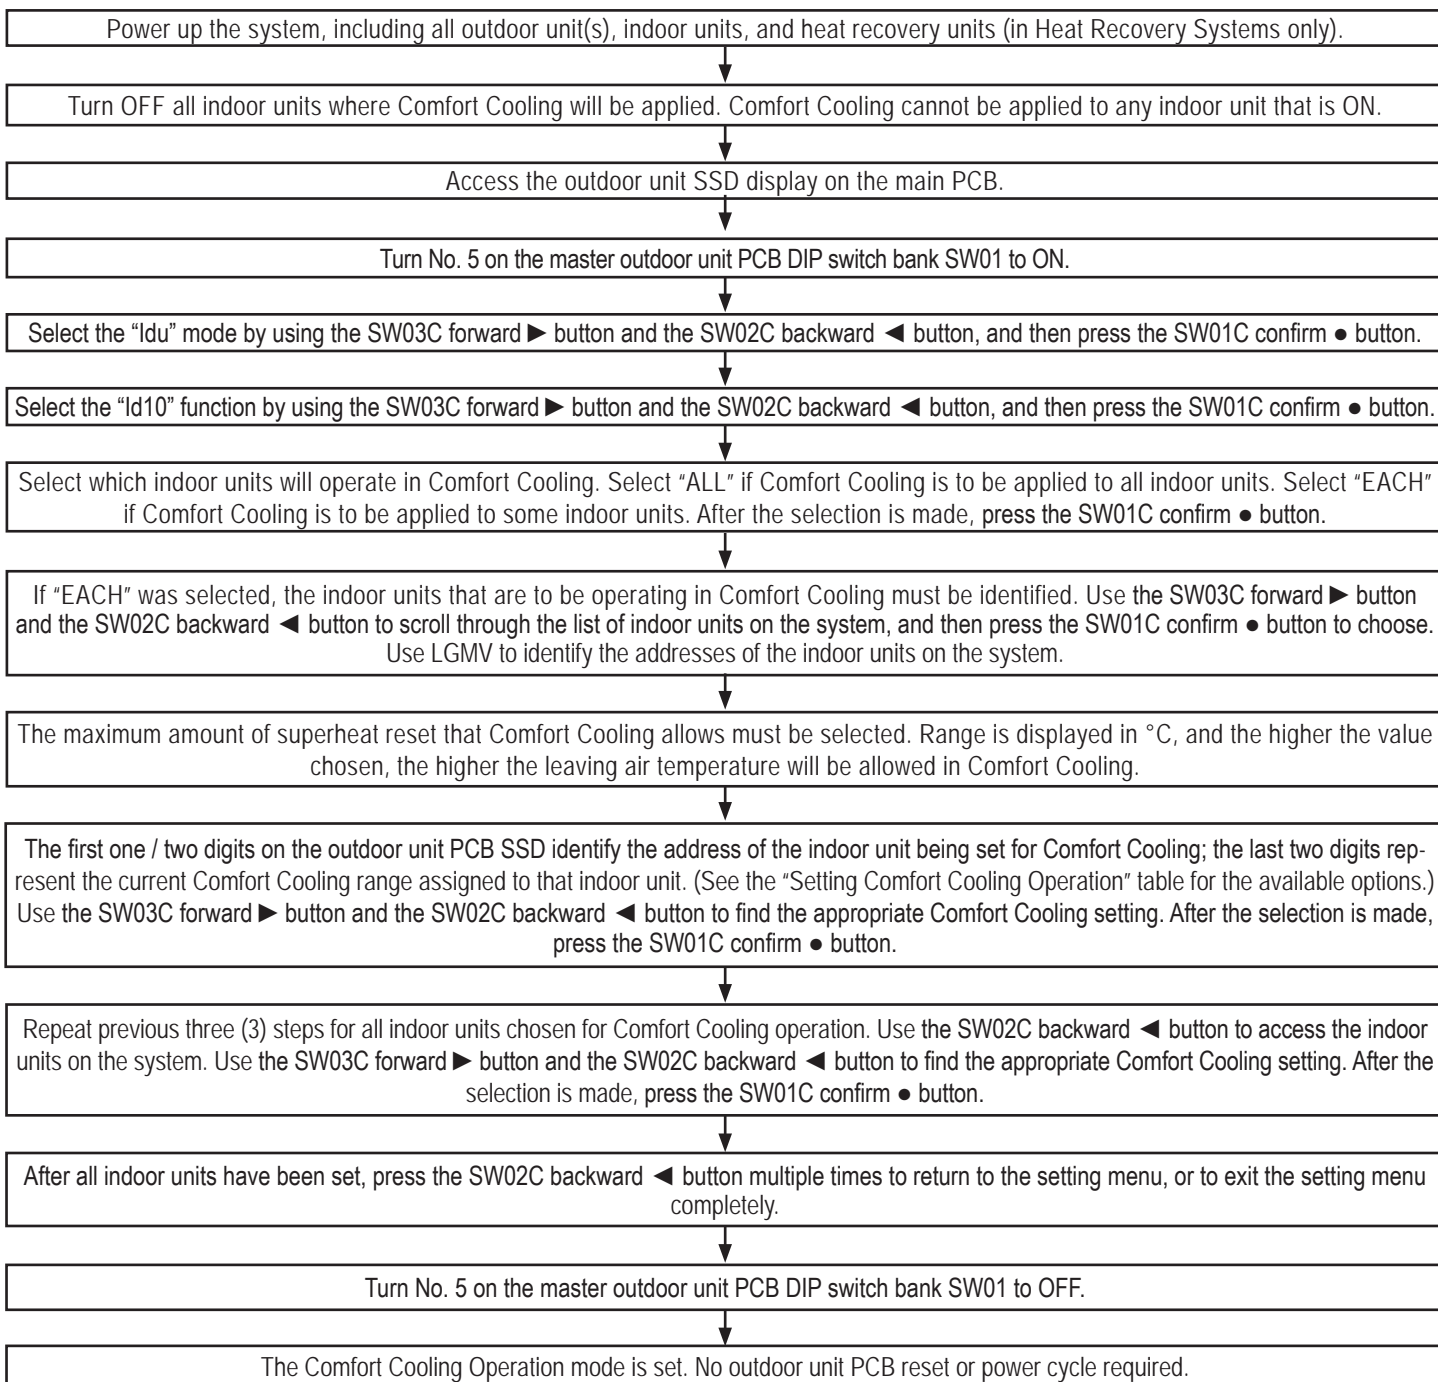 Power up the system, including all outdoor unit(s), indoor units, and heat recovery units (in Heat Recovery Systems only).
Turn OFF all indoor units where Comfort Cooling will be applied. Comfort Cooling cannot be applied to any indoor unit that is ON.
Access the outdoor unit SSD display on the main PCB.
Turn No. 5 on the master outdoor unit PCB DIP switch bank SW01 to ON.
Select the “Idu” mode by using the SW03C forward ► button and the SW02C backward ◄ button, and then press the SW01C confirm ● button.
Select the “Id10” function by using the SW03C forward ► button and the SW02C backward ◄ button, and then press the SW01C confirm ● button.
Select which indoor units will operate in Comfort Cooling. Select "ALL" if Comfort Cooling is to be applied to all indoor units. Select "EACH"
if Comfort Cooling is to be applied to some indoor units. After the selection is made, press the SW01C confirm ● button.
If "EACH" was selected, the indoor units that are to be operating in Comfort Cooling must be identified. Use the SW03C forward ► button
and the SW02C backward ◄ button to scroll through the list of indoor units on the system, and then press the SW01C confirm ● button to choose.
Use LGMV to identify the addresses of the indoor units on the system.
The maximum amount of superheat reset that Comfort Cooling allows must be selected. Range is displayed in °C, and the higher the value
chosen, the higher the leaving air temperature will be allowed in Comfort Cooling.
The first one / two digits on the outdoor unit PCB SSD identify the address of the indoor unit being set for Comfort Cooling; the last two digits rep-
resent the current Comfort Cooling range assigned to that indoor unit. (See the "Setting Comfort Cooling Operation" table for the available options.)
Use the SW03C forward ► button and the SW02C backward ◄ button to find the appropriate Comfort Cooling setting. After the selection is made,
press the SW01C confirm ● button.
Repeat previous three (3) steps for all indoor units chosen for Comfort Cooling operation. Use the SW02C backward ◄ button to access the indoor
units on the system. Use the SW03C forward ► button and the SW02C backward ◄ button to find the appropriate Comfort Cooling setting. After the
selection is made, press the SW01C confirm ● button.
After all indoor units have been set, press the SW02C backward ◄ button multiple times to return to the setting menu, or to exit the setting menu
completely.
Turn No. 5 on the master outdoor unit PCB DIP switch bank SW01 to OFF.
The Comfort Cooling Operation mode is set. No outdoor unit PCB reset or power cycle required.